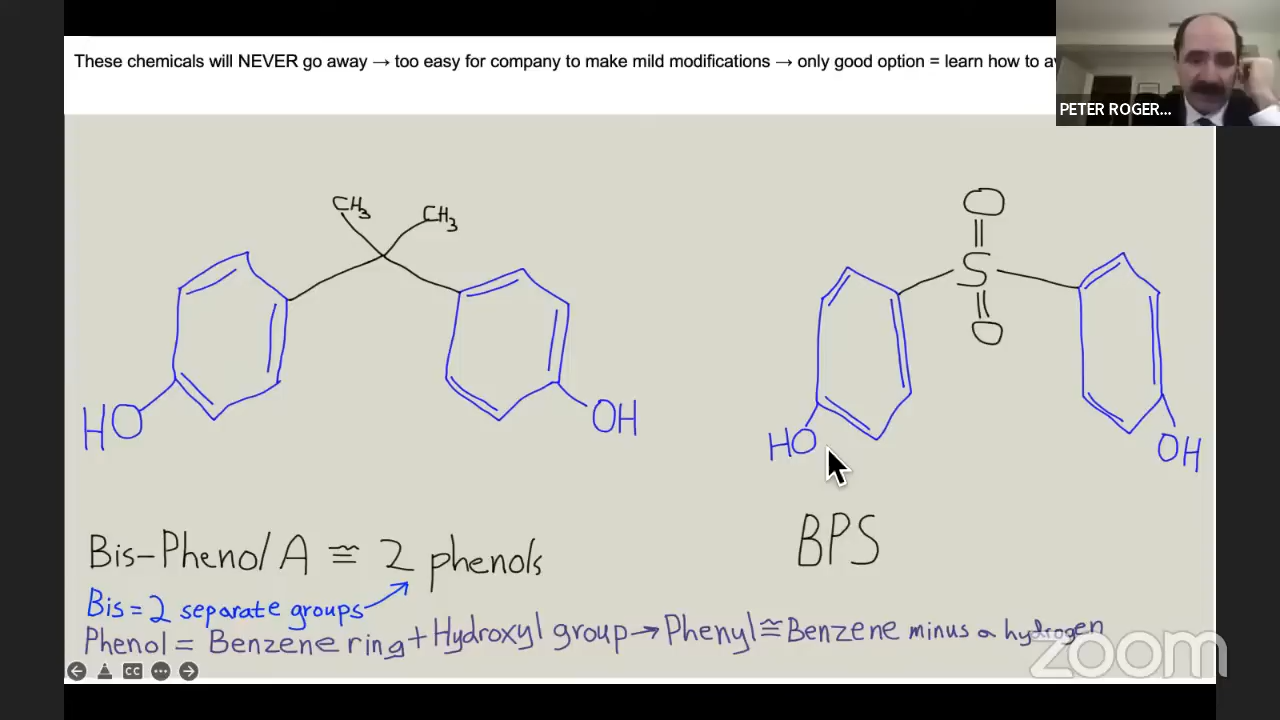 These chemicals will NEVER go away → too easy for company to make mild modifications → only good option = learn how to
PETER ROGER...
CH3 CH3
HO OH
O
S
O
HO OH
Bis-Phenol A ≅ 2 phenols
BPS
Bis = 2 separate groups
Phenol = Benzene ring + Hydroxyl group → Phenyl ≅ Benzene minus a hydrogen
CC
zoom